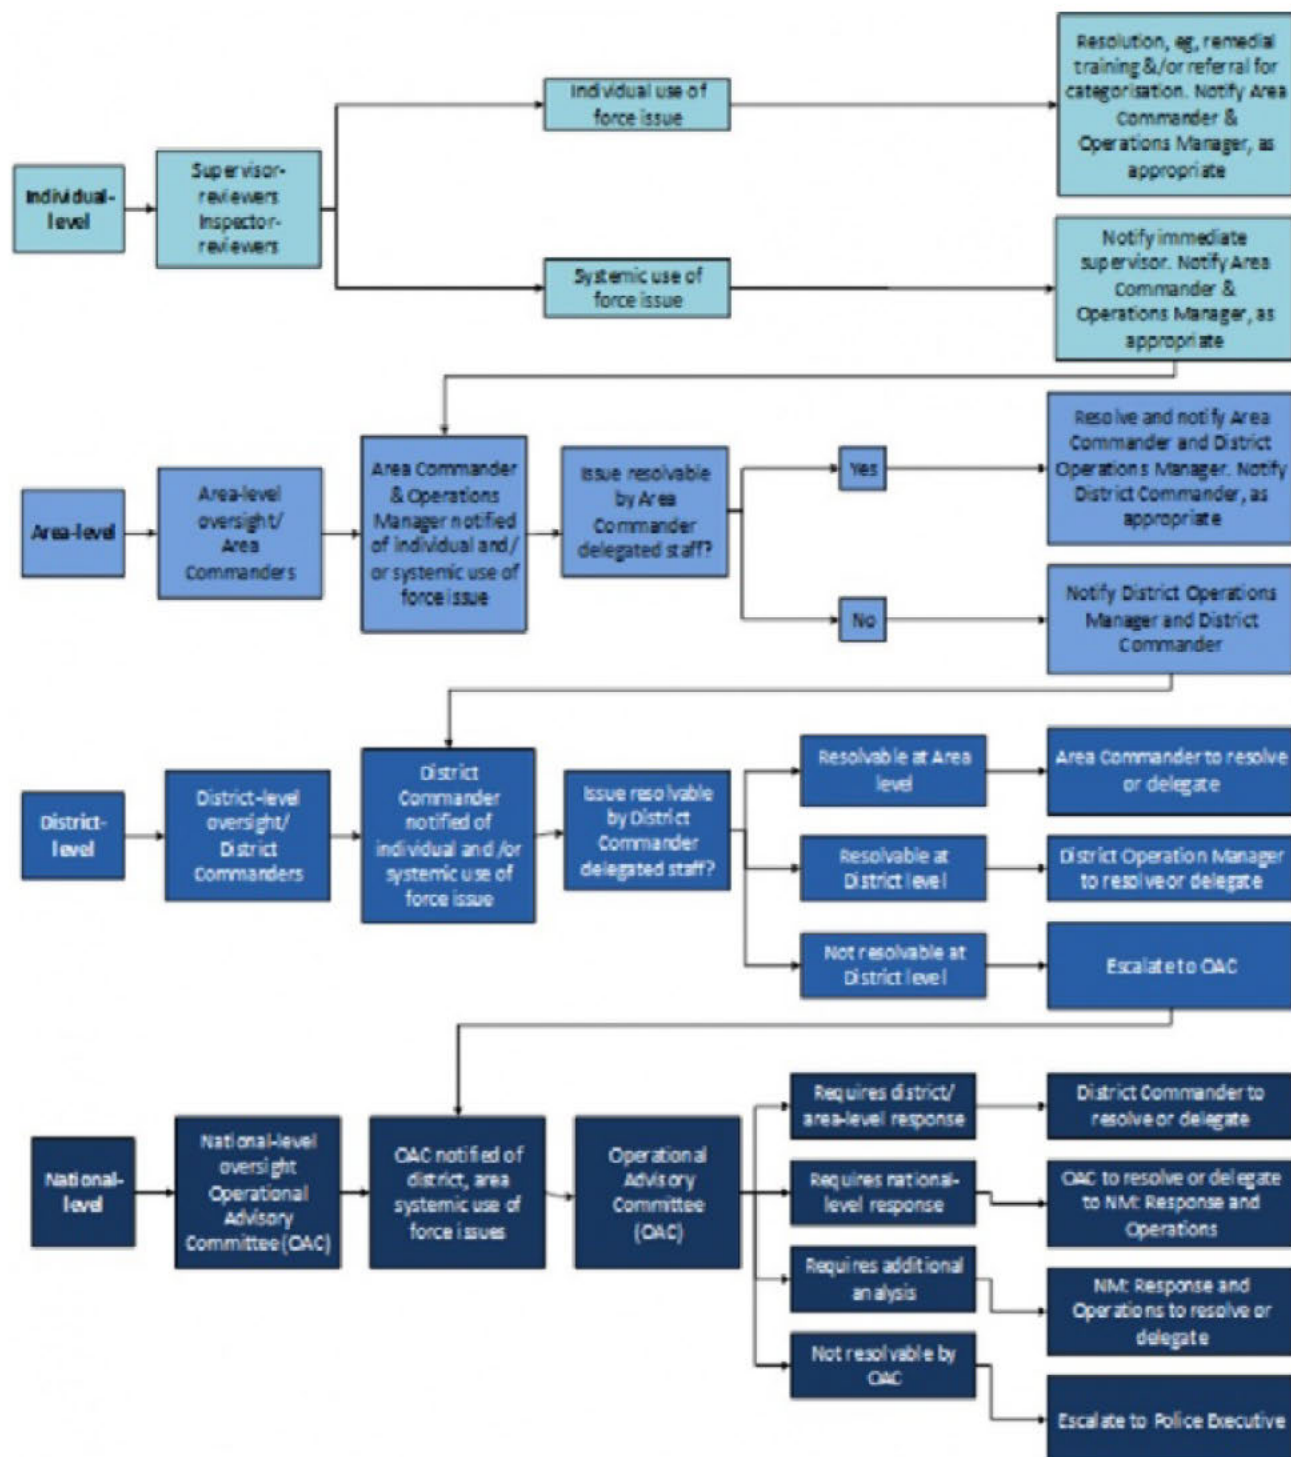 Individual-
level
Supervisor-
reviewers
Inspector-
reviewers
Individual use of
force issue
Resolution, eg, remedial
training &/or referral for
categorisation. Notify Area
Commander &
Operations Manager, as
appropriate
Systemic use of
force issue
Notify immediate
supervisor. Notify Area
Commander &
Operations Manager, as
appropriate
Area-level
Area-level
oversight/
Area
Commanders
Area Commander
& Operations
Manager notified
of individual and/
or systemic use of
force issue
Issue resolvable
by Area
Commander
delegated staff?
Yes
Resolve and notify Area
Commander and District
Operations Manager. Notify
District Commander, as
appropriate
No
Notify District Operations
Manager and District
Commander
District-
level
District-level
oversight/
District
Commanders
District
Commander
notified of
individual and /or
systemic use of
force issue
Issue resolvable
by District
Commander
delegated staff?
Resolvable at Area
level
Area Commander to resolve
or delegate
Resolvable at
District level
District Operation Manager
to resolve or delegate
Not resolvable at
District level
Escalate to OAC
National-
level
National-level
oversight
Operational
Advisory
Committee (OAC)
OAC notified of
district, area
systemic use of
force issues
Operational
Advisory
Committee
(OAC)
Requires district/
area-level response
District Commander to
resolve or delegate
Requires national-
level response
OAC to resolve or delegate
to NM: Response and
Operations
Requires additional
analysis
NM: Response and
Operations to resolve or
delegate
Not resolvable by
OAC
Escalate to Police Executive